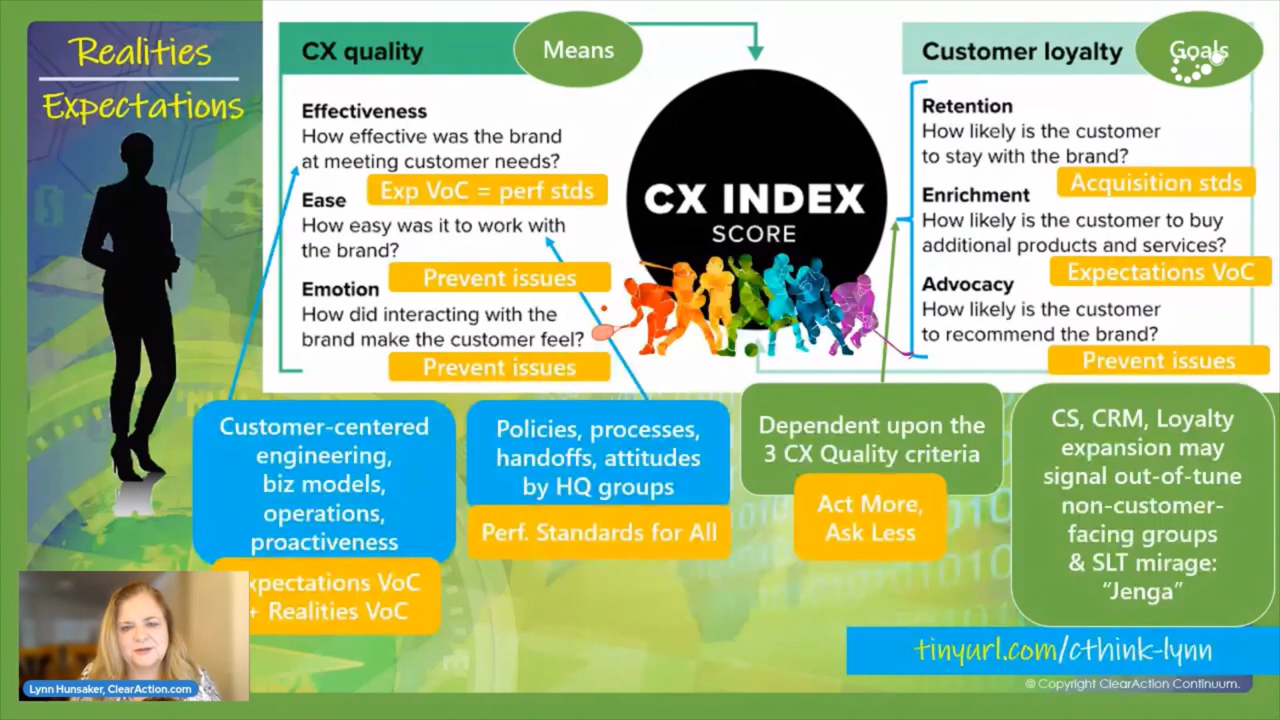 Realities
Expectations
CX quality
Means
Effectiveness
How effective was the brand
at meeting customer needs?
Exp VoC = perf stds
Ease
How easy was it to work with
the brand?
Prevent issues
Emotion
How did interacting with the
brand make the customer feel?
Prevent issues
CX INDEX
SCORE
Customer loyalty
Goals
Retention
How likely is the customer
to stay with the brand?
Acquisition stds
Enrichment
How likely is the customer to buy
additional products and services?
Expectations VoC
Advocacy
How likely is the customer
to recommend the brand?
Prevent issues
Customer-centered
engineering,
biz models,
operations,
proactiveness
xpectations VoC
+ Realities VoC
Policies, processes,
handoffs, attitudes
by HQ groups
Perf. Standards for All
Dependent upon the
3 CX Quality criteria
Act More,
Ask Less
CS, CRM, Loyalty
expansion may
signal out-of-tune
non-customer-
facing groups
& SLT mirage:
“Jenga”
tinyurl.com/cthink-lynn
© Copyright ClearAction Continuum.
Lynn Hunsaker, ClearAction.com